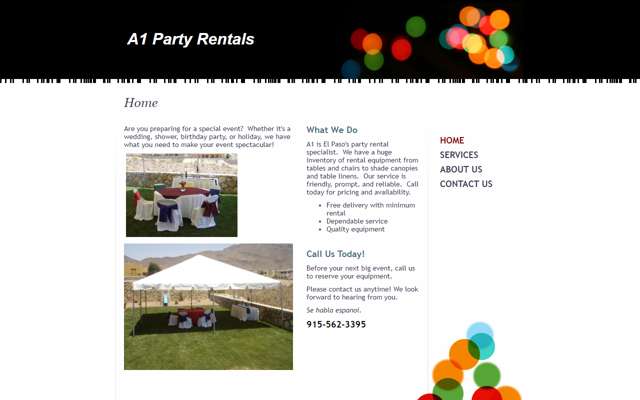 A1 Party Rentals
Home
Are you preparing for a special event? Whether it's a
wedding, shower, birthday party, or holiday, we have
what you need to make your event spectacular!
What We Do
A1 is El Paso's party rental
specialist. We have a huge
inventory of rental equipment from
tables and chairs to shade canopies
and table linens. Our service is
friendly, prompt, and reliable. Call
today for pricing and availability.
Free delivery with minimum
rental
Dependable service
Quality equipment
Call Us Today!
Before your next big event, call us
to reserve your equipment.
Please contact us anytime! We look
forward to hearing from you.
Se habla espanol.
915-562-3395
HOME
SERVICES
ABOUT US
CONTACT US